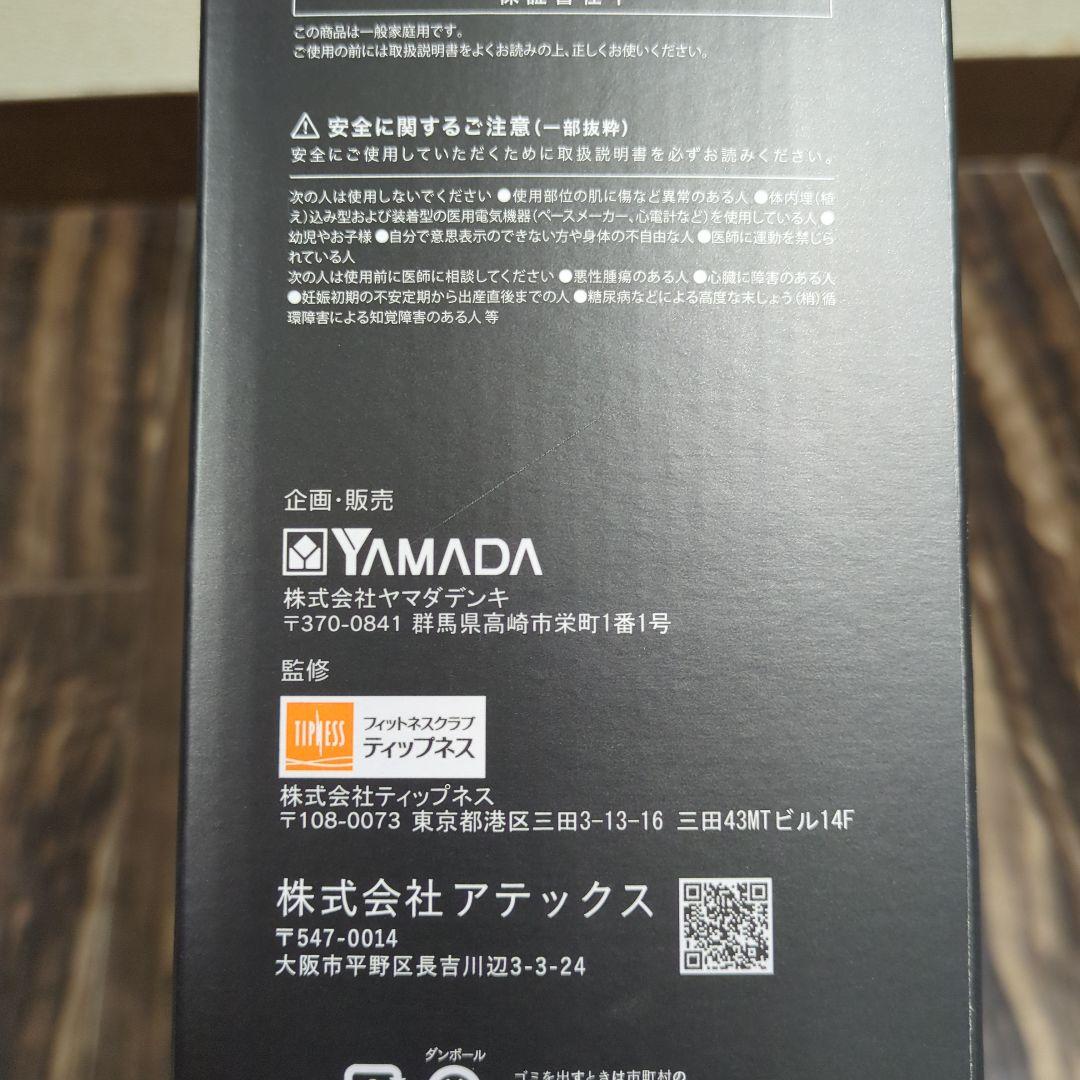 保証書在中
この商品は一般家庭用です。
ご使用の前には取扱説明書をよくお読みの上、正しくお使いください。
安全に関するご注意(一部抜粋)
安全にご使用していただくために取扱説明書を必ずお読みください。
次の人は使用しないでください ●使用部位の肌に傷など異常のある人 ●体内埋(植
え)込み型および装着型の医用電気機器(ペースメーカー、心電計など)を使用している人 ●
幼児やお子様 ●自分で意思表示のできない方や身体の不自由な人 ●医師に運動を禁じら
れている人
次の人は使用前に医師に相談してください ●悪性腫瘍のある人 ●心臓に障害のある人
●妊娠初期の不安定期から出産直後までの人 ●糖尿病などによる高度な末しょう(梢)循
環障害による知覚障害のある人 等
企画・販売
YAMADA
株式会社ヤマダデンキ
〒370-0841 群馬県高崎市栄町1番1号
監修
TIPNESS フィットネスクラブ
ティップネス
株式会社ティップネス
〒108-0073 東京都港区三田3-13-16 三田43MTビル14F
株式会社 アテックス
〒547-0014
大阪市平野区長吉川辺3-3-24
ダンボール
ゴミを出すときは市町村の